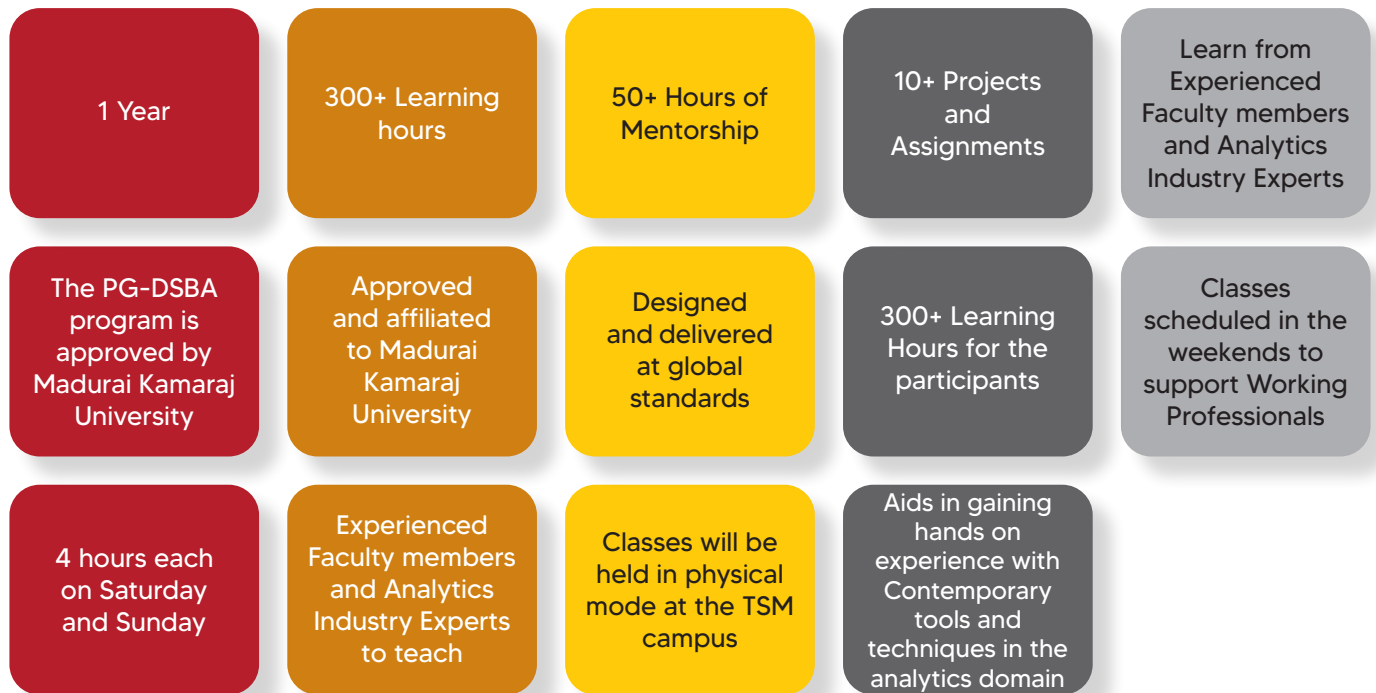 1 Year
300+ Learning
hours
50+ Hours of
Mentorship
10+ Projects
and
Assignments
Learn from
Experienced
Faculty members
and Analytics
Industry Experts
The PG-DSBA
program is
approved by
Madurai Kamaraj
University
Approved
and affiliated
to Madurai
Kamaraj
University
Designed
and delivered
at global
standards
300+ Learning
Hours for the
participants
Classes
scheduled in the
weekends to
support Working
Professionals
4 hours each
on Saturday
and Sunday
Experienced
Faculty members
and Analytics
Industry Experts
to teach
Classes will be
held in physical
mode at the TSM
campus
Aids in gaining
hands on
experience with
Contemporary
tools and
techniques in the
analytics domain